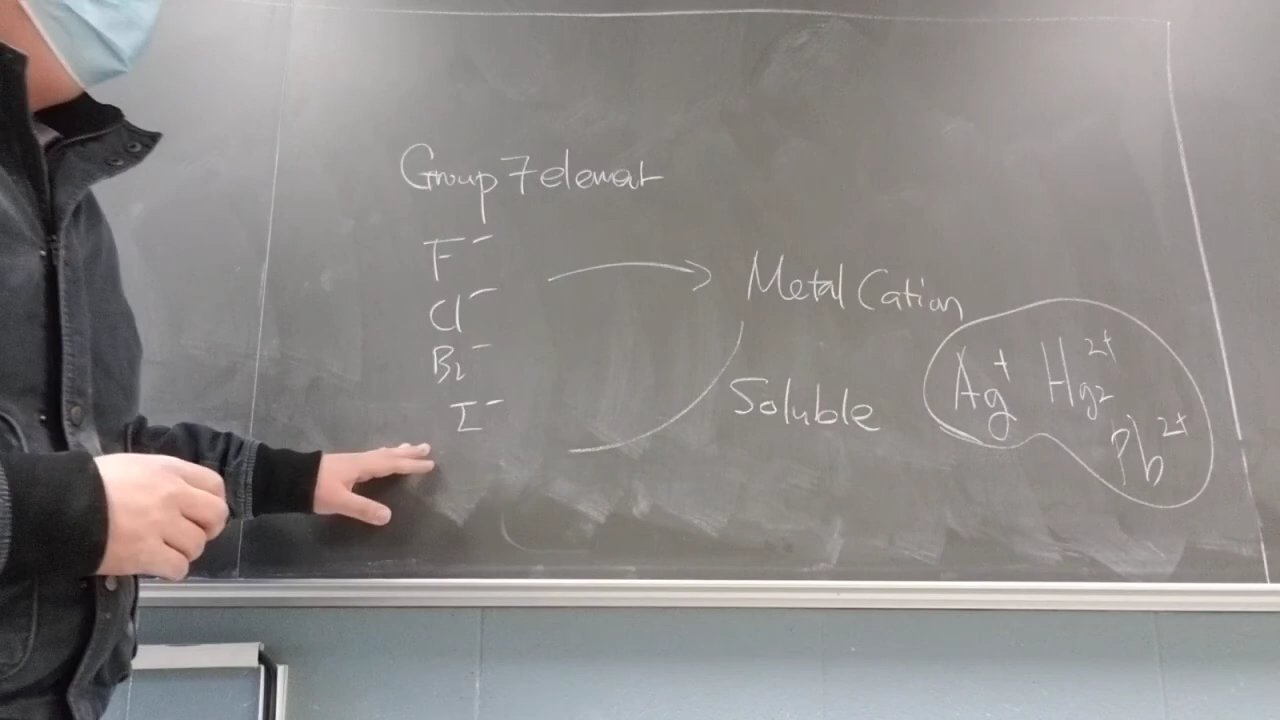 Group 7 element
F⁻
Cl⁻
Br⁻
I⁻
Metal Cation
Soluble
Ag⁺ Hg₂²⁺
Pb²⁺